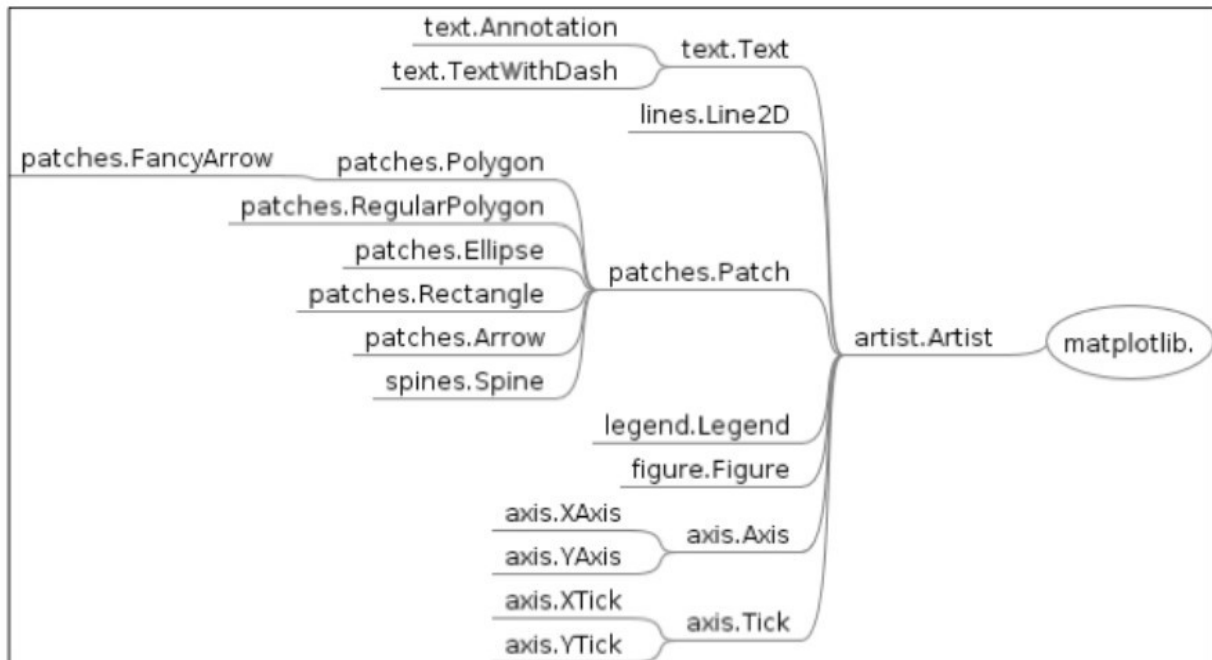 text.Annotation
text.Text
text.TextWithDash
lines.Line2D
patches.FancyArrow
patches.Polygon
patches.RegularPolygon
patches.Ellipse
patches.Patch
patches.Rectangle
patches.Arrow
artist.Artist
matplotlib.
spines.Spine
legend.Legend
figure.Figure
axis.XAxis
axis.Axis
axis.YAxis
axis.XTick
axis.Tick
axis.YTick